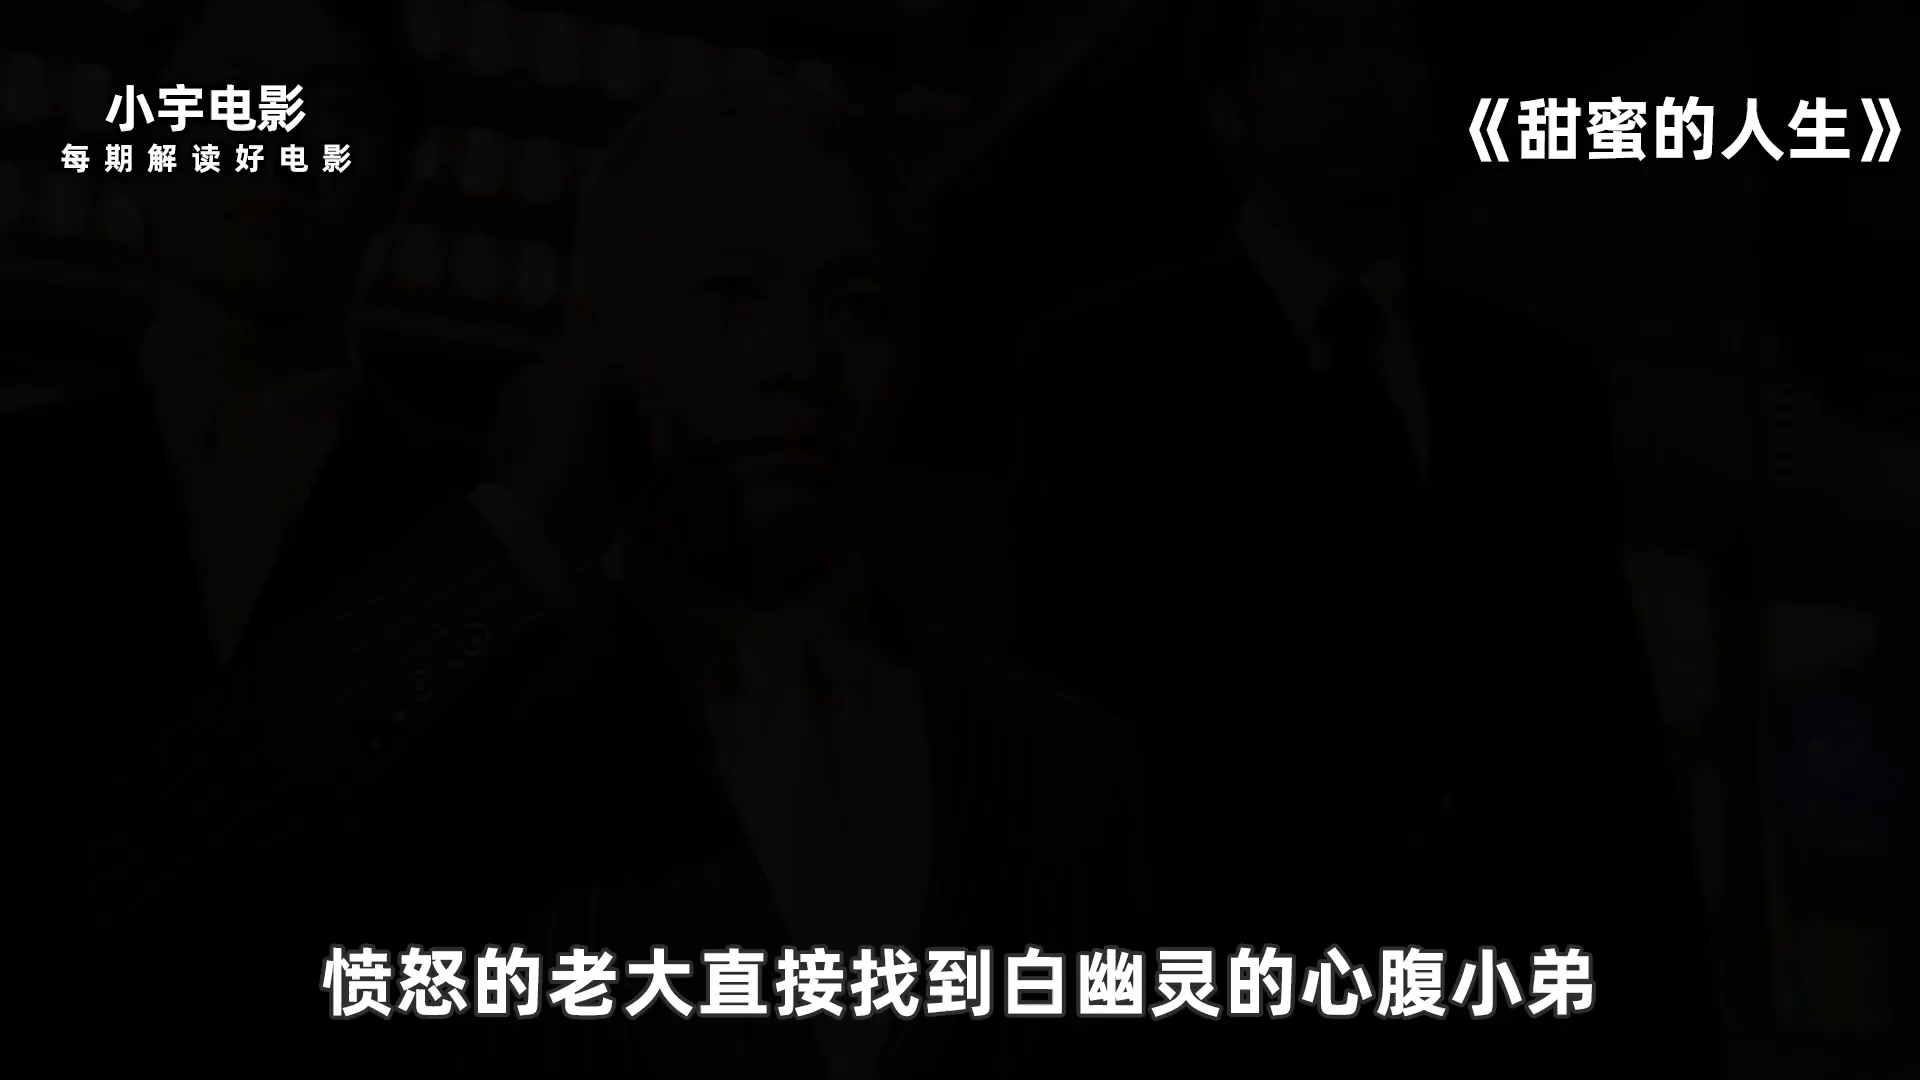 小宇电影
每期解读好电影
《甜蜜的人生》
愤怒的老大直接找到白幽灵的心腹小弟